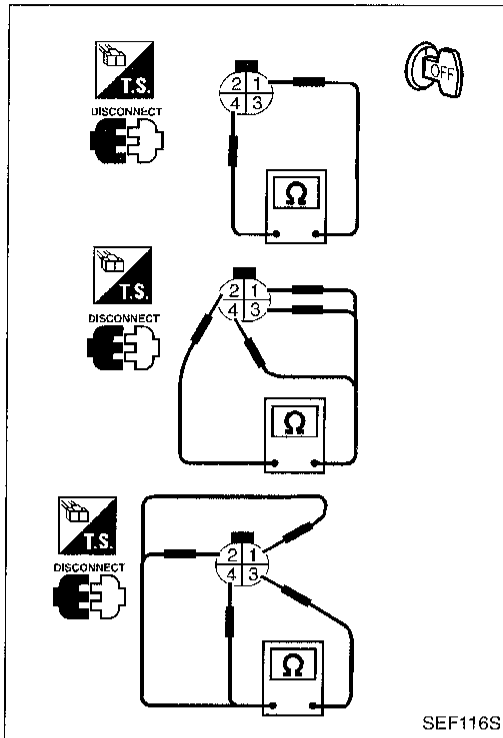 T.S.
DISCONNECT
2 1
4 3
OFF
Ω
T.S.
DISCONNECT
2 1
4 3
Ω
T.S.
DISCONNECT
2 1
4 3
Ω
SEF116S